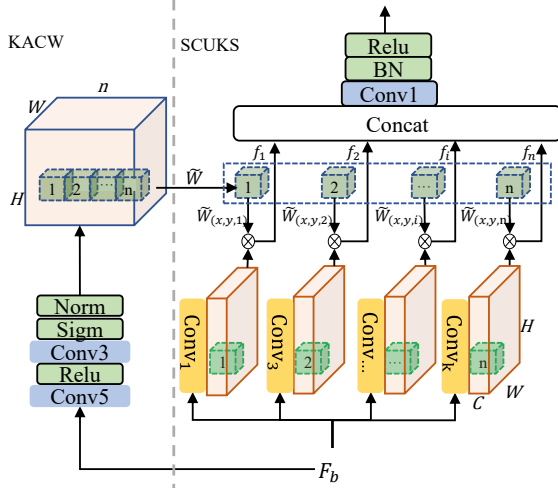 KACW
SCUKS
Relu
BN
Conv1
Concat
n
W
H
1 2 ... n
W̃
f₁ f₂ fᵢ fₙ
1 2 ... n
W̃(x,y,1) W̃(x,y,2) W̃(x,y,i) W̃(x,y,n)
Norm
Sigm
Conv3
Relu
Conv5
Conv₁ Conv₃ Conv... Convₖ
1 2 ... n
H
W
C
F_b